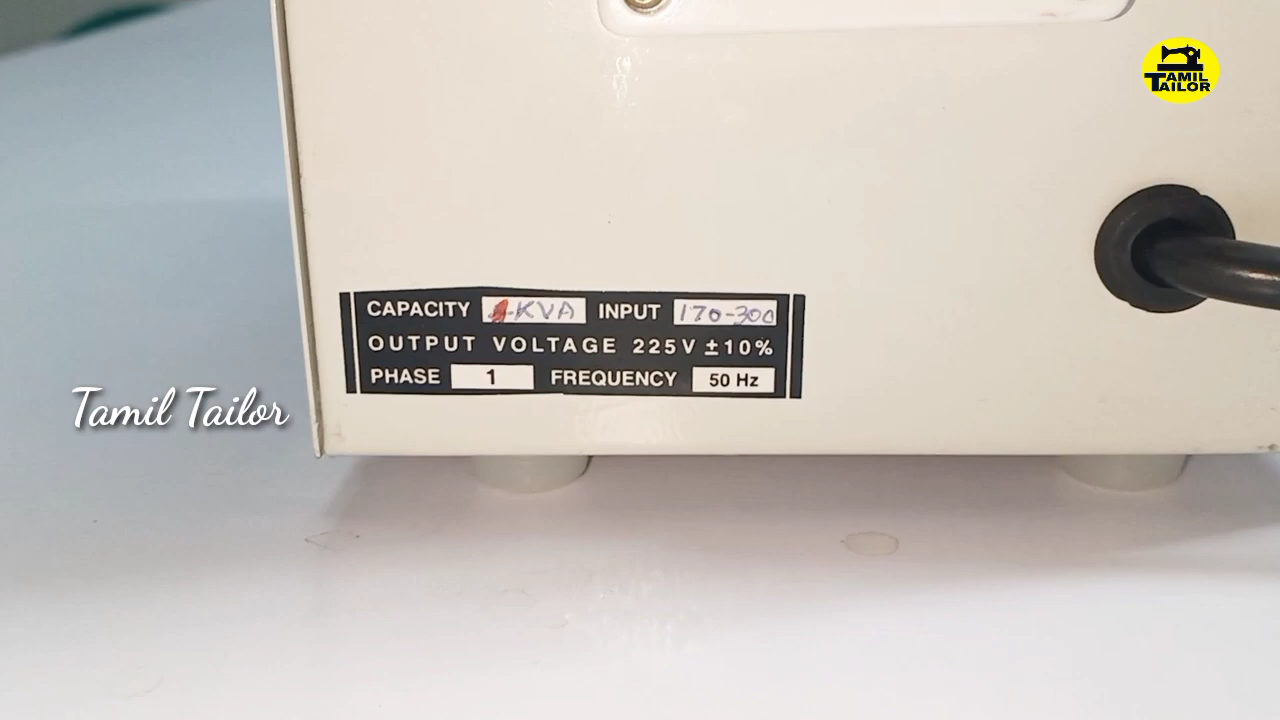 TAMIL
TAILOR
CAPACITY KVA INPUT 170-300
OUTPUT VOLTAGE 225V ±10%
PHASE 1 FREQUENCY 50 Hz
Tamil Tailor